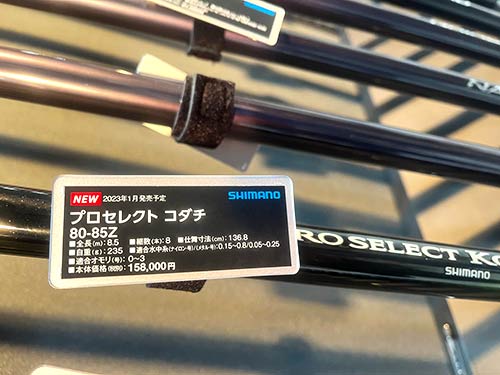 NEW 2023年1月発売予定 SHIMANO
プロセレクト コダチ
80-85Z
■全長(m):8.5 ■継数(本):8 ■仕舞寸法(cm):136.8
■自重(g):235 ■適合水中糸(ナイロン・号)/(メタル・号):0.15~0.8/0.05~0.25
■適合オモリ(号):0~3
■本体価格(税別):158,000円
RO SELECT KO
SHIMANO